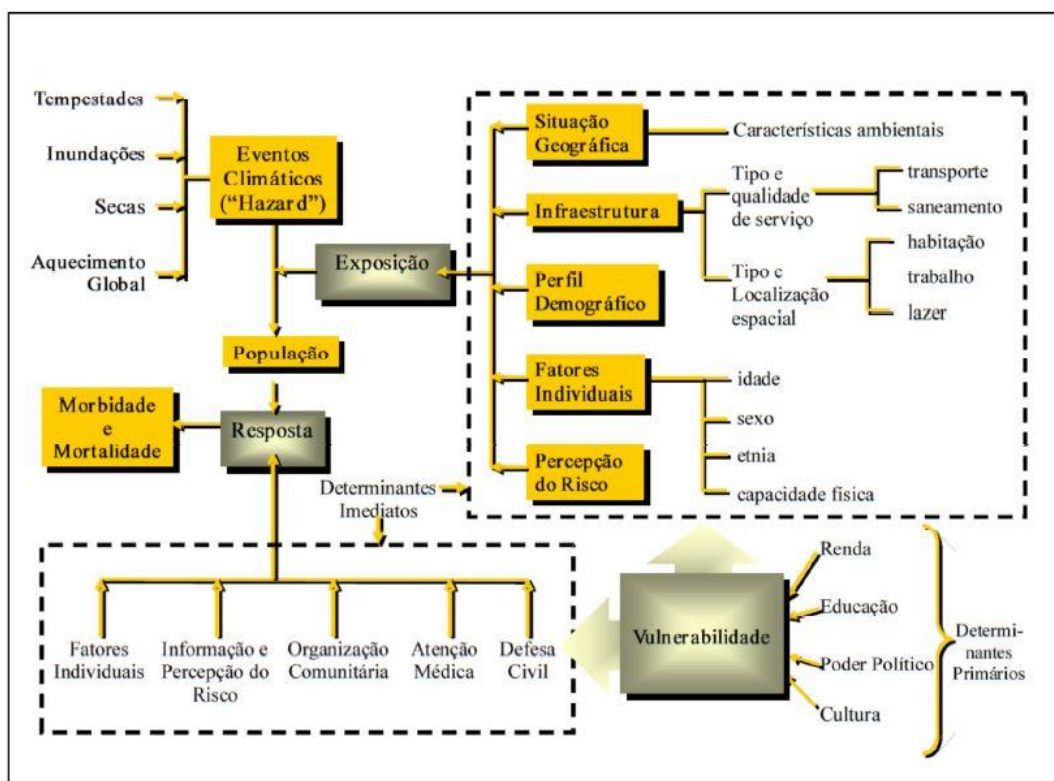 Tempestades
Inundações
Secas
Aquecimento
Global
Eventos
Climáticos
(“Hazard”)
Exposição
População
Resposta
Morbidade
e
Mortalidade
Situação
Geográfica
Características ambientais
Infraestrutura
Tipo e
qualidade
de serviço
transporte
saneamento
Tipo e
Localização
espacial
habitação
trabalho
lazer
Perfil
Demográfico
Fatores
Individuais
idade
sexo
etnia
capacidade física
Percepção
do Risco
Determinantes
Imediatos
Fatores
Individuais
Informação e
Percepção do
Risco
Organização
Comunitária
Atenção
Médica
Defesa
Civil
Vulnerabilidade
Renda
Educação
Poder Político
Cultura
Determi-
nantes
Primários